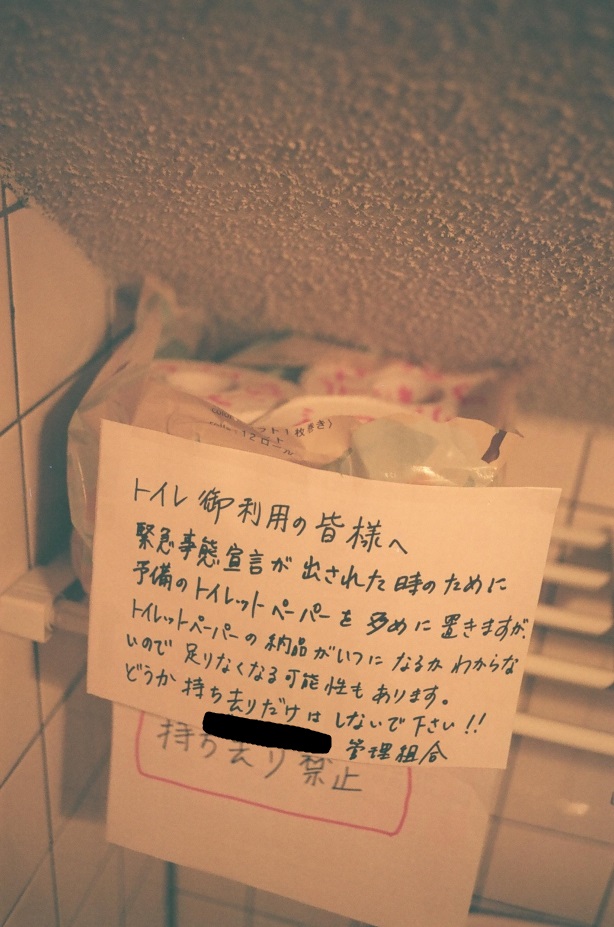 ット1枚巻き〉
12ロール
トイレ御利用の皆様へ
緊急事態宣言が出された時のために
予備のトイレットペーパーを多めに置きますが、
トイレットペーパーの納品がいつになるかわからな
いので足りなくなる可能性もあります。
どうか持ち去りだけはしないで下さい!!
管理組合
持ち去り禁止